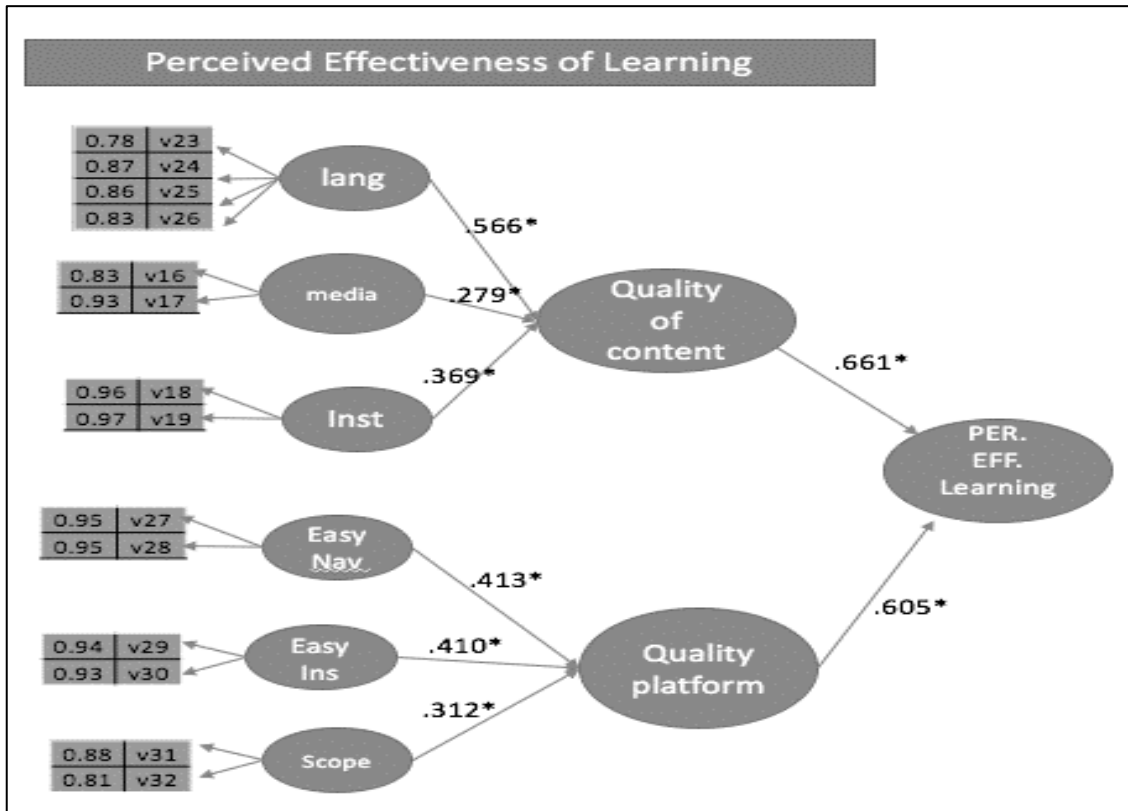 Perceived Effectiveness of Learning
0.78 v23
0.87 v24
0.86 v25
0.83 v26
lang
.566*
0.83 v16
0.93 v17
media
.279*
Quality
of
content
0.96 v18
0.97 v19
Inst
.369*
.661*
PER.
EFF.
Learning
0.95 v27
0.95 v28
Easy
Nav
.413*
.605*
0.94 v29
0.93 v30
Easy
Ins
.410*
Quality
platform
.312*
0.88 v31
0.81 v32
Scope